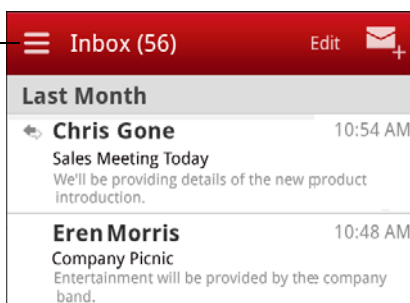 Inbox (56) Edit
Last Month
Chris Gone 10:54 AM
Sales Meeting Today
We'll be providing details of the new product
introduction.
Eren Morris 10:48 AM
Company Picnic
Entertainment will be provided by the company
band.